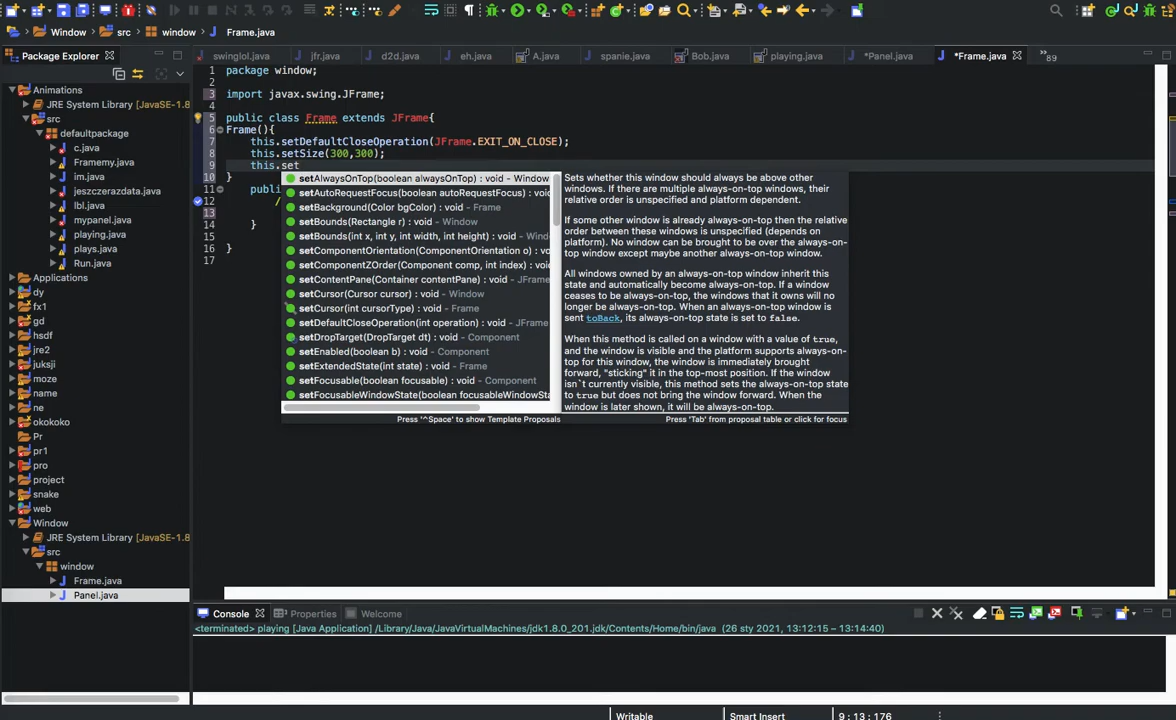 Window
src
window
Frame.java
Package Explorer
swinglol.java
jfr.java
d2d.java
eh.java
A.java
spanie.java
Bob.java
playing.java
*Panel.java
*Frame.java
»89
Animations
JRE System Library [JavaSE-1.8
src
defaultpackage
c.java
Framemy.java
im.java
jeszczerazdata.java
lbl.java
mypanel.java
playing.java
plays.java
Run.java
Applications
dy
fx1
gd
hsdf
jre2
juksji
moze
name
ne
okokoko
Pr
pr1
pro
project
snake
web
Window
JRE System Library [JavaSE-1.8
src
window
Frame.java
Panel.java
1 package window;
2
3 import javax.swing.JFrame;
4
5 public class Frame extends JFrame{
6 Frame(){
7 this.setDefaultCloseOperation(JFrame.EXIT_ON_CLOSE);
8 this.setSize(300,300);
9 this.set
10 }
11 publi
12 /
13
14 }
15
16 }
17
setAlwaysOnTop(boolean alwaysOnTop) : void - Window
setAutoRequestFocus(boolean autoRequestFocus) : void
setBackground(Color bgColor) : void - Frame
setBounds(Rectangle r) : void - Window
setBounds(int x, int y, int width, int height) : void - Wind
setComponentOrientation(ComponentOrientation o) : void
setComponentZOrder(Component comp, int index) : void
setContentPane(Container contentPane) : void - JFrame
setCursor(Cursor cursor) : void - Window
setCursor(int cursorType) : void - Frame
setDefaultCloseOperation(int operation) : void - JFrame
setDropTarget(DropTarget dt) : void - Component
setEnabled(boolean b) : void - Component
setExtendedState(int state) : void - Frame
setFocusable(boolean focusable) : void - Component
setFocusableWindowState(boolean focusableWindowSta
Press '^Space' to show Template Proposals
Sets whether this window should always be above other
windows. If there are multiple always-on-top windows, their
relative order is unspecified and platform dependent.
If some other window is already always-on-top then the relative
order between these windows is unspecified (depends on
platform). No window can be brought to be over the always-on-
top window except maybe another always-on-top window.
All windows owned by an always-on-top window inherit this
state and automatically become always-on-top. If a window
ceases to be always-on-top, the windows that it owns will no
longer be always-on-top. When an always-on-top window is
sent toBack, its always-on-top state is set to false.
When this method is called on a window with a value of true,
and the window is visible and the platform supports always-on-
top for this window, the window is immediately brought
forward, "sticking" it in the top-most position. If the window
isn`t currently visible, this method sets the always-on-top state
to true but does not bring the window forward. When the
window is later shown, it will be always-on-top.
Press 'Tab' from proposal table or click for focus
Console
Properties
Welcome
<terminated> playing [Java Application] /Library/Java/JavaVirtualMachines/jdk1.8.0_201.jdk/Contents/Home/bin/java (26 sty 2021, 13:12:15 – 13:14:40)
Writable
Smart Insert
9 : 13 : 176